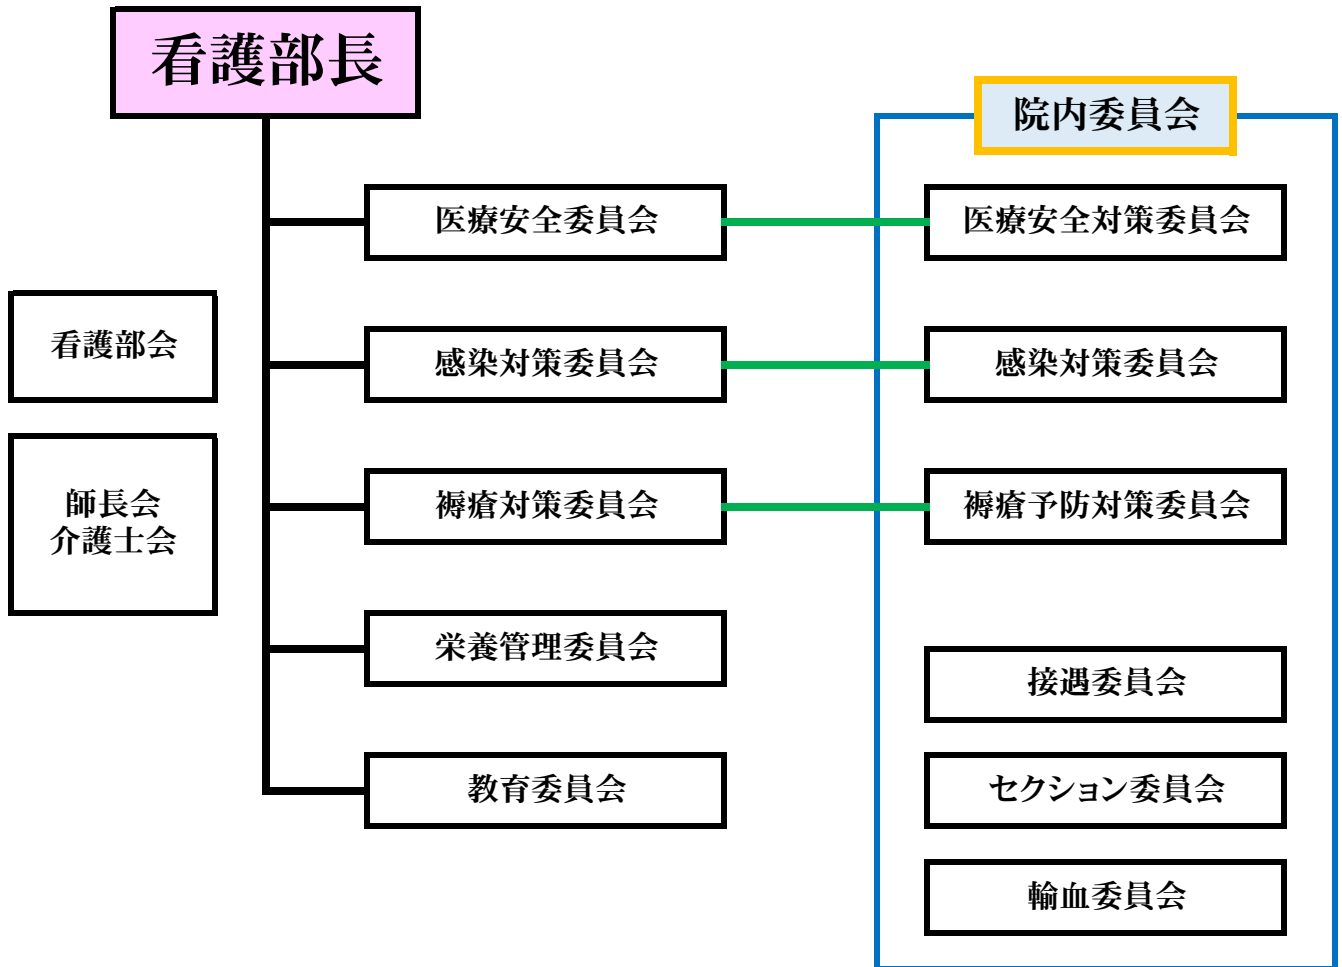 看護部長
院内委員会
医療安全委員会
医療安全対策委員会
看護部会
感染対策委員会
感染対策委員会
師長会
介護士会
褥瘡対策委員会
褥瘡予防対策委員会
栄養管理委員会
接遇委員会
教育委員会
セクション委員会
輸血委員会